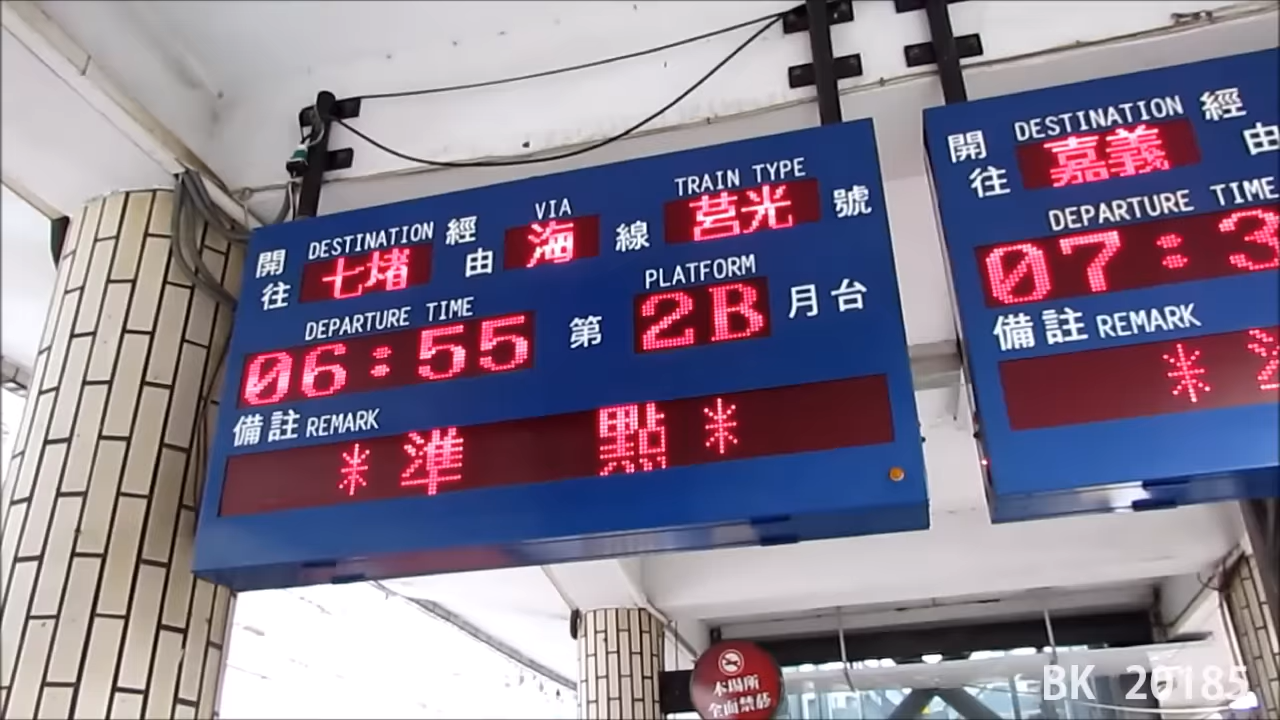 開往 DESTINATION 七堵 經由 VIA 海 線 TRAIN TYPE 莒光 號
DEPARTURE TIME 06:55 第 PLATFORM 2B 月台
備註 REMARK
*準 點*
開往 DESTINATION 嘉義 經由
DEPARTURE TIME 07:3
備註 REMARK
*
本場所
全面禁菸
BK 20185